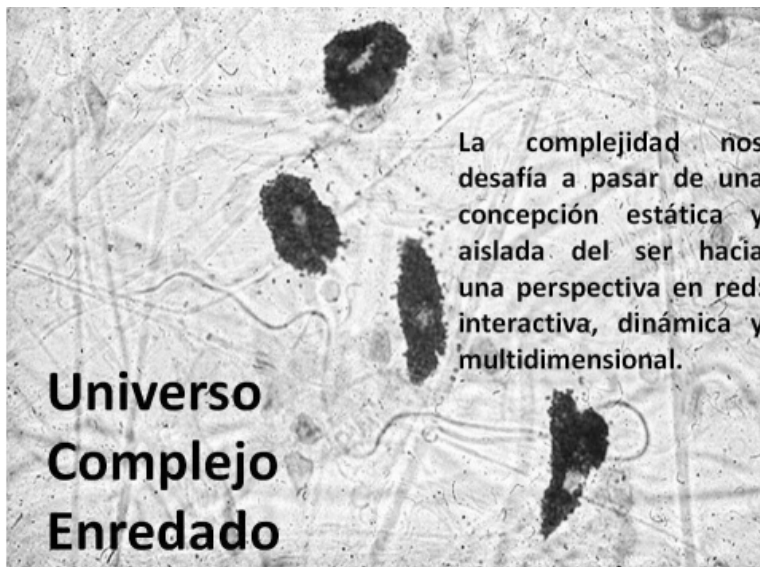 La complejidad nos
desafía a pasar de una
concepción estática y
aislada del ser hacia
una perspectiva en red:
interactiva, dinámica y
multidimensional.
Universo
Complejo
Enredado